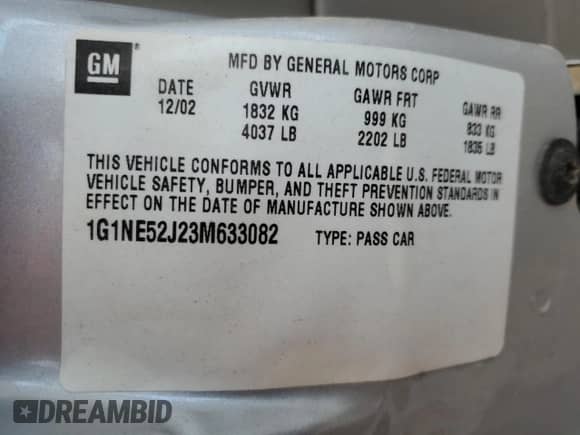 GM
MFD BY GENERAL MOTORS CORP
DATE GVWR GAWR FRT GAWR RR
12/02 1832 KG 999 KG 833 KG
4037 LB 2202 LB 1835 LB
THIS VEHICLE CONFORMS TO ALL APPLICABLE U.S. FEDERAL MOTOR
VEHICLE SAFETY, BUMPER, AND THEFT PREVENTION STANDARDS IN
EFFECT ON THE DATE OF MANUFACTURE SHOWN ABOVE.
1G1NE52J23M633082 TYPE: PASS CAR
DREAMBID